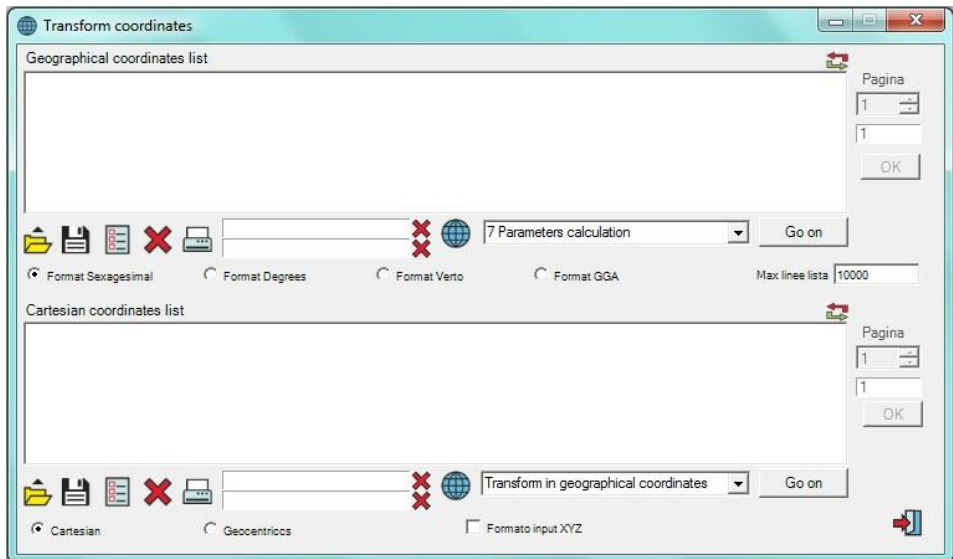 Transform coordinates
Geographical coordinates list
Pagina
1
1
OK
7 Parameters calculation
Go on
Format Sexagesimal
Format Degrees
Format Verto
Format GGA
Max linee lista
10000
Cartesian coordinates list
Pagina
1
1
OK
Transform in geographical coordinates
Go on
Cartesian
Geocentriccs
Formato input XYZ